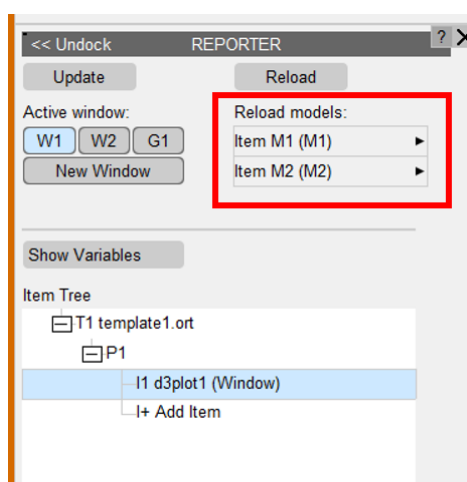 << Undock REPORTER ? X
Update Reload
Active window: Reload models:
W1 W2 G1 Item M1 (M1)
New Window Item M2 (M2)
Show Variables
Item Tree
T1 template1.ort
P1
I1 d3plot1 (Window)
I+ Add Item